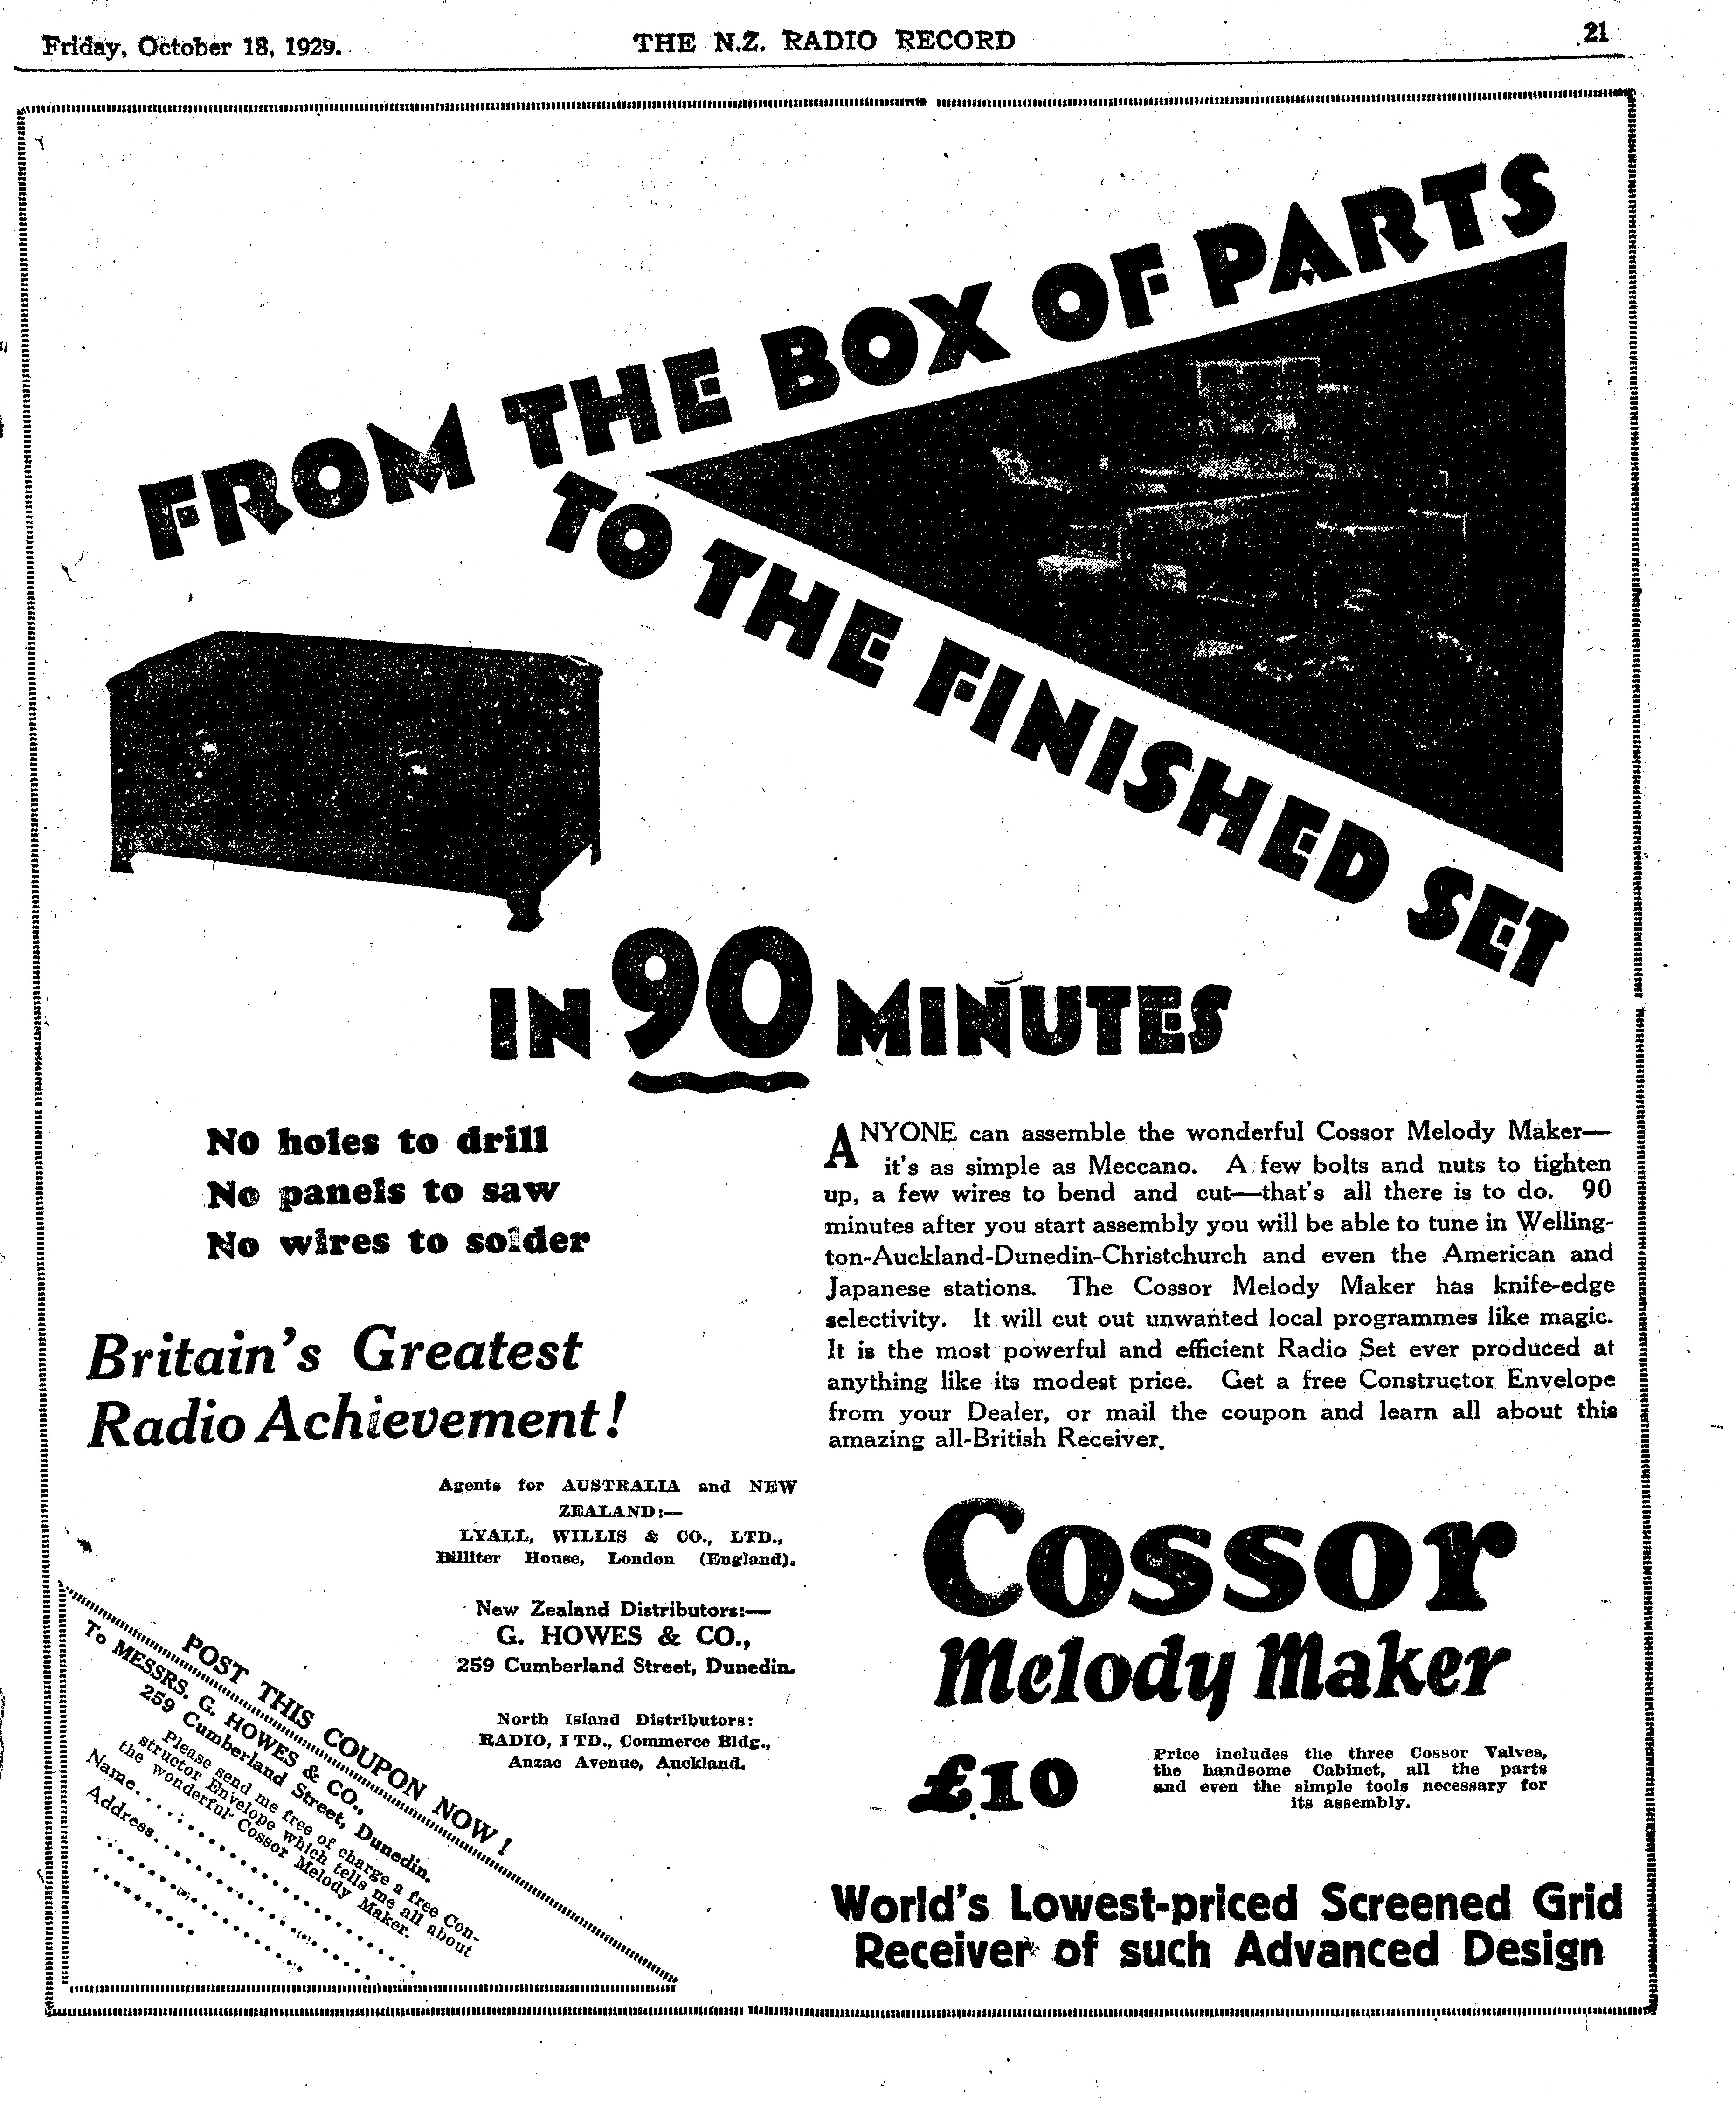 Friday, October 18, 1929.
THE N.Z. RADIO RECORD
21
FROM THE BOX OF PARTS
TO THE FINISHED SET
IN 90 MINUTES
No holes to drill
No panels to saw
No wires to solder
Britain's Greatest
Radio Achievement!
ANYONE can assemble the wonderful Cossor Melody Maker—
it's as simple as Meccano. A few bolts and nuts to tighten
up, a few wires to bend and cut—that's all there is to do. 90
minutes after you start assembly you will be able to tune in Welling-
ton-Auckland-Dunedin-Christchurch and even the American and
Japanese stations. The Cossor Melody Maker has knife-edge
selectivity. It will cut out unwanted local programmes like magic.
It is the most powerful and efficient Radio Set ever produced at
anything like its modest price. Get a free Constructor Envelope
from your Dealer, or mail the coupon and learn all about this
amazing all-British Receiver.
Agents for AUSTRALIA and NEW
ZEALAND:—
LYALL, WILLIS & CO., LTD.,
Billiter House, London (England).
New Zealand Distributors:—
G. HOWES & CO.,
259 Cumberland Street, Dunedin.
North Island Distributors:
RADIO, LTD., Commerce Bldg.,
Anzac Avenue, Auckland.
POST THIS COUPON NOW!
To MESSRS. G. HOWES & CO.,
259 Cumberland Street, Dunedin.
Please send me free of charge a free Con-
structor Envelope which tells me all about
the wonderful Cossor Melody Maker.
Name
Address
Cossor
Melody Maker
£10
Price includes the three Cossor Valves,
the handsome Cabinet, all the parts
and even the simple tools necessary for
its assembly.
World's Lowest-priced Screened Grid
Receiver of such Advanced Design